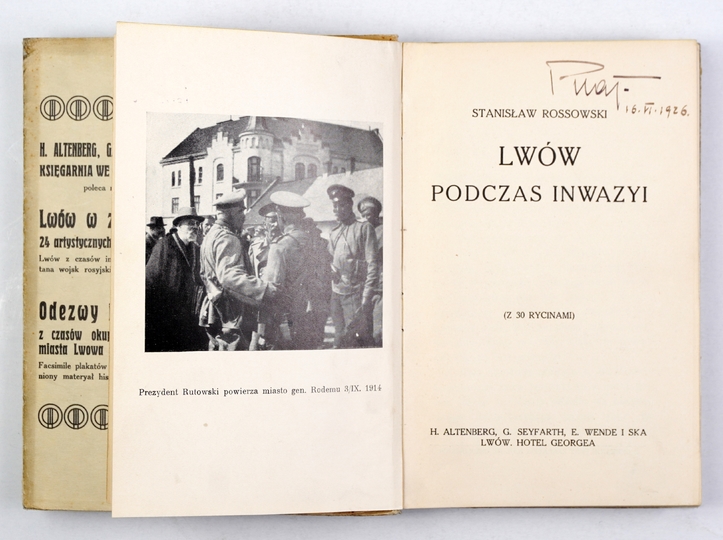 H. ALTENBERG, G
KSIĘGARNIA WE
poleca
Lwów w
24 artystycznych
Lwów z czasów
tana wojsk rosyjsk
Odezwy
z czasów oku
miasta Lwowa
Facsimile plakatów
niony materyał his
Prezydent Rutowski powierza miasto gen. Rodemu 3/IX. 1914
16.VI.1926.
STANISŁAW ROSSOWSKI
LWÓW
PODCZAS INWAZYI
(Z 30 RYCINAMI)
H. ALTENBERG, G. SEYFARTH, E. WENDE I SKA
LWÓW. HOTEL GEORGEA